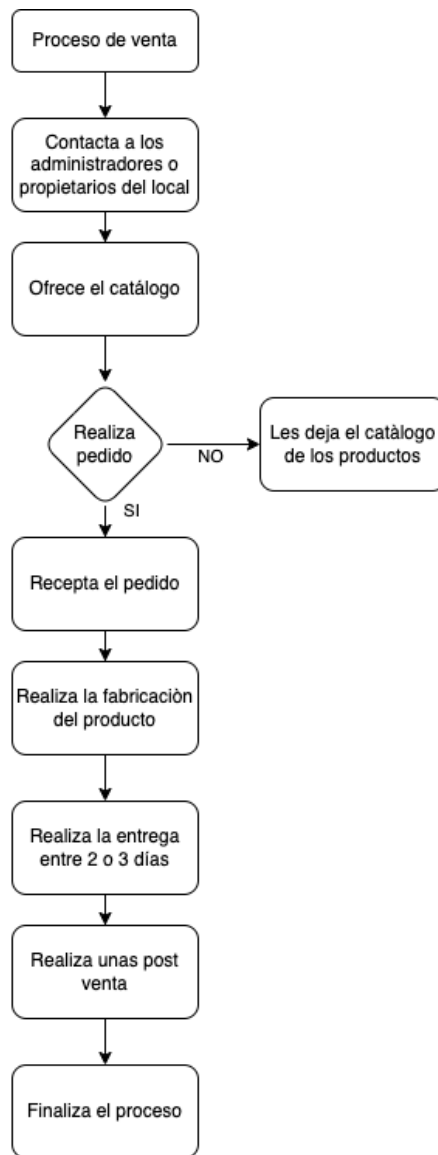 Proceso de venta
Contacta a los
administradores o
propietarios del local
Ofrece el catálogo
Realiza
pedido
NO
Les deja el catàlogo
de los productos
SI
Recepta el pedido
Realiza la fabricaciòn
del producto
Realiza la entrega
entre 2 o 3 días
Realiza unas post
venta
Finaliza el proceso